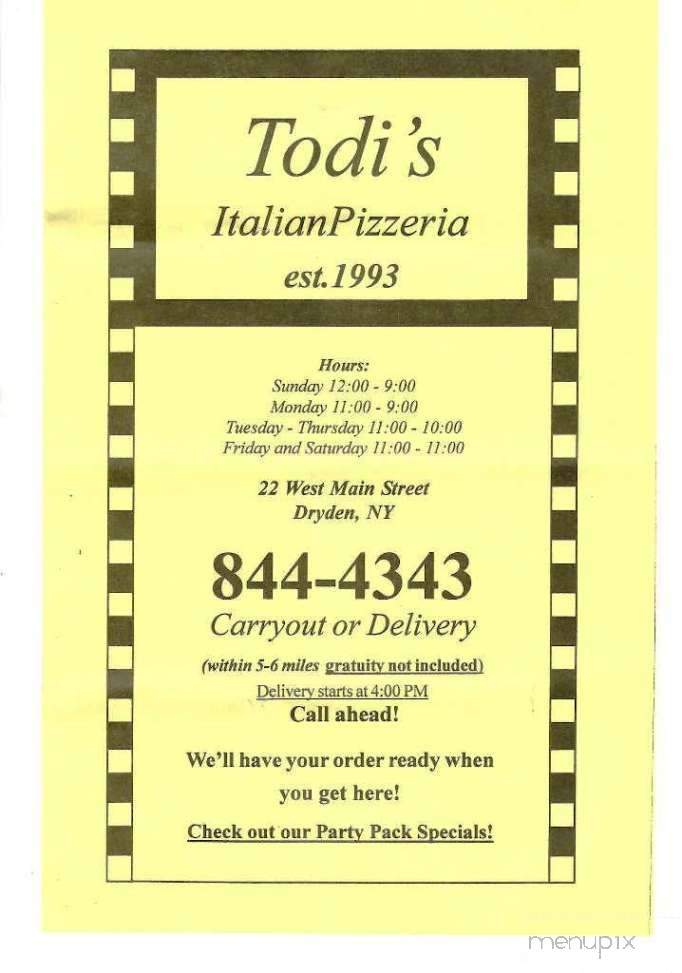 Todi's
ItalianPizzeria
est.1993
Hours:
Sunday 12:00 - 9:00
Monday 11:00 - 9:00
Tuesday - Thursday 11:00 - 10:00
Friday and Saturday 11:00 - 11:00
22 West Main Street
Dryden, NY
844-4343
Carryout or Delivery
(within 5-6 miles gratuity not included)
Delivery starts at 4:00 PM
Call ahead!
We'll have your order ready when
you get here!
Check out our Party Pack Specials!
menupix